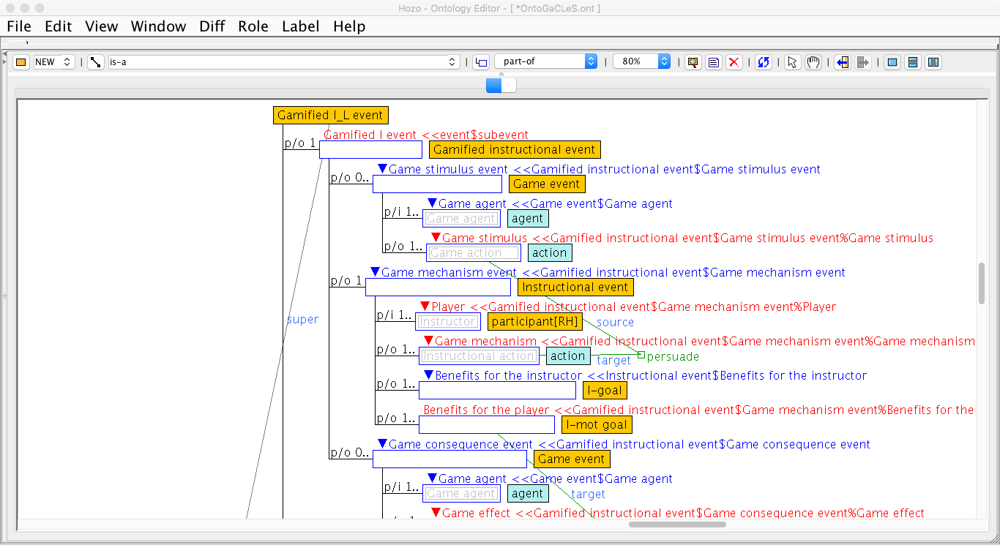 Hozo - Ontology Editor - [ *OntoGaCLeS.ont ]
File Edit View Window Diff Role Label Help
NEW is-a part-of 80%
Gamified I_L event
Gamified I event <<event$subevent
p/o 1 Gamified instructional event
Game stimulus event <<Gamified instructional event$Game stimulus event
p/o 0.. Game event
Game agent <<Game event$Game agent
p/i 1.. Game agent agent
Game stimulus <<Gamified instructional event$Game stimulus event%Game stimulus
p/o 1.. Game action action
Game mechanism event <<Gamified instructional event$Game mechanism event
p/o 1 Instructional event
Player <<Gamified instructional event$Game mechanism event%Player
super p/i 1.. Instructor participant[RH] source
Game mechanism <<Gamified instructional event$Game mechanism event%Game mechanism
p/o 1.. Instructional action action target persuade
Benefits for the instructor <<Instructional event$Benefits for the instructor
p/o 1.. I-goal
Benefits for the player <<Gamified instructional event$Game mechanism event%Benefits for the
p/o 1.. I-mot goal
Game consequence event <<Gamified instructional event$Game consequence event
p/o 0.. Game event
Game agent <<Game event$Game agent
p/i 1.. Game agent agent target
Game effect <<Gamified instructional event$Game consequence event%Game effect